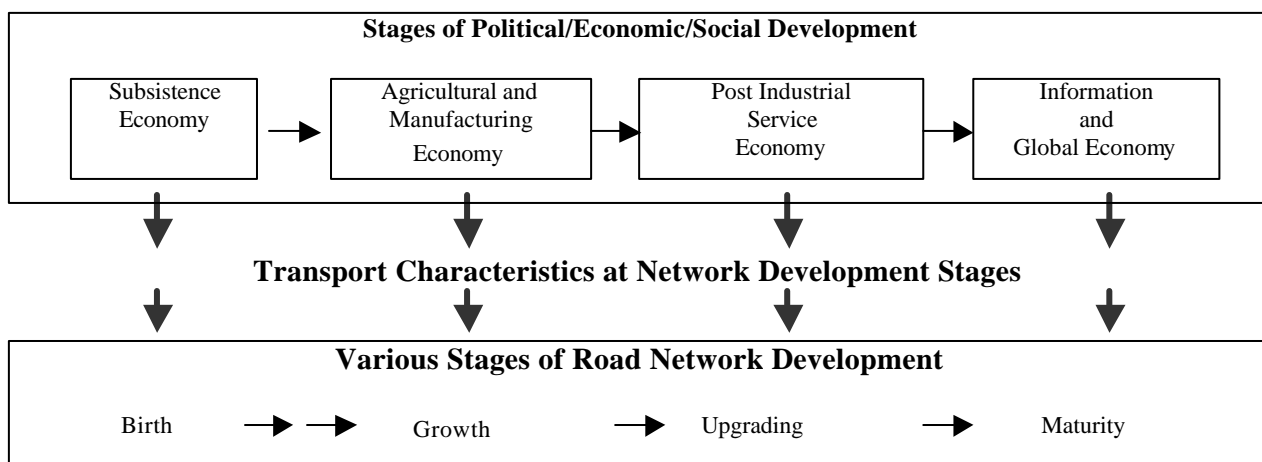 Stages of Political/Economic/Social Development
Subsistence
Economy
Agricultural and
Manufacturing
Economy
Post Industrial
Service
Economy
Information
and
Global Economy
Transport Characteristics at Network Development Stages
Various Stages of Road Network Development
Birth
Growth
Upgrading
Maturity